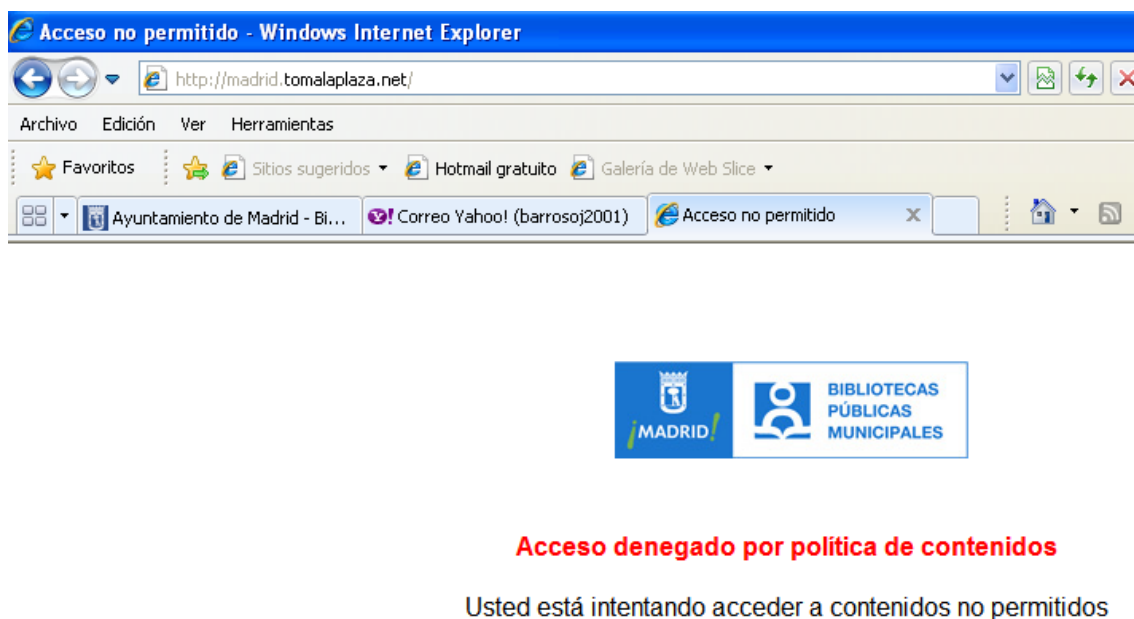 Acceso no permitido - Windows Internet Explorer
http://madrid.tomalaplaza.net/
Archivo Edición Ver Herramientas
Favoritos Sitios sugeridos Hotmail gratuito Galería de Web Slice
Ayuntamiento de Madrid - Bi... Correo Yahoo! (barrosoj2001) Acceso no permitido
BIBLIOTECAS
PÚBLICAS
¡MADRID! MUNICIPALES
Acceso denegado por política de contenidos
Usted está intentando acceder a contenidos no permitidos